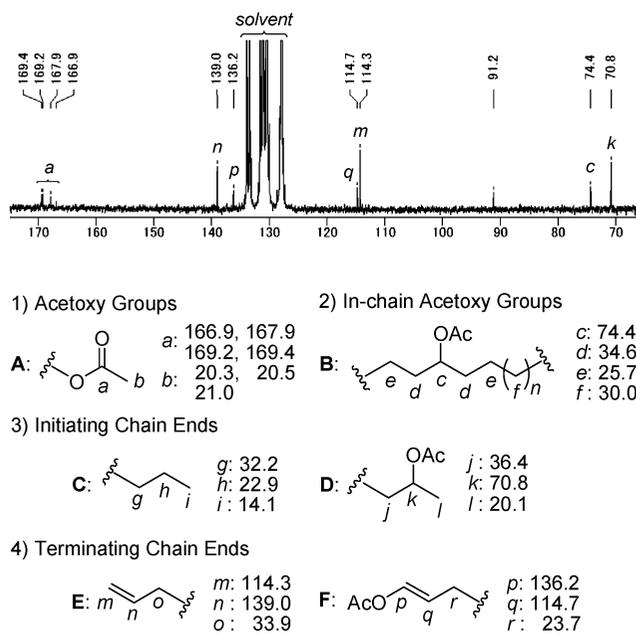 solvent
169.4 169.2 167.9 166.9 139.0 136.2 114.7 114.3 91.2 74.4 70.8
a n p q m c k
170 160 150 140 130 120 110 100 90 80 70
1) Acetoxy Groups
A: O O a b
a: 166.9, 167.9
169.2, 169.4
b: 20.3, 20.5
21.0
2) In-chain Acetoxy Groups
B: OAc e d c d e (f)n
c: 74.4
d: 34.6
e: 25.7
f: 30.0
3) Initiating Chain Ends
C: g h i
g: 32.2
h: 22.9
i: 14.1
D: OAc j k l
j: 36.4
k: 70.8
l: 20.1
4) Terminating Chain Ends
E: m n o
m: 114.3
n: 139.0
o: 33.9
F: AcO p q r
p: 136.2
q: 114.7
r: 23.7